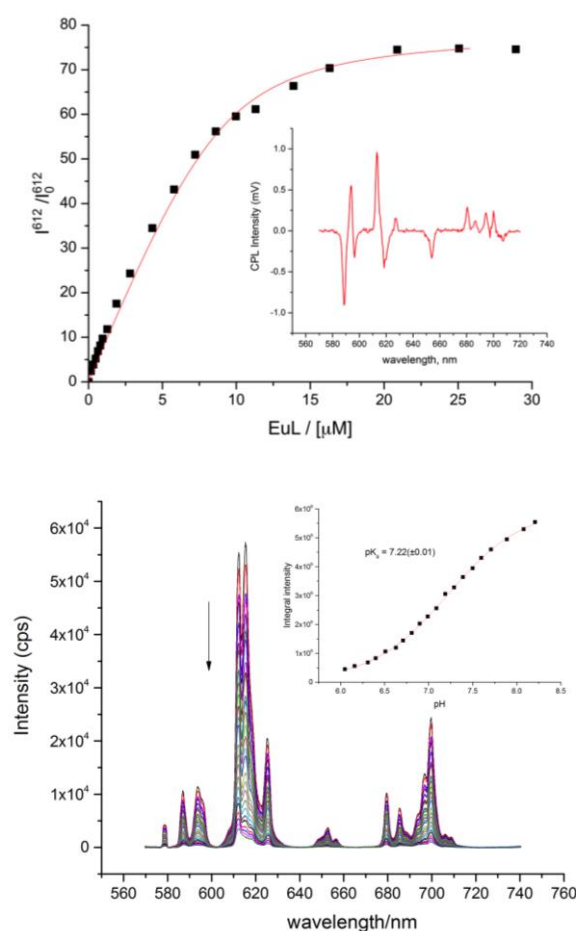 80
70
60
50
40
30
20
10
0
I⁶¹²/I₀⁶¹²
0
5
10
15
20
25
30
EuL / [μM]
1.0
0.5
0.0
-0.5
-1.0
CPL Intensity (mV)
560 580 600 620 640 660 680 700 720 740
wavelength, nm
5x10⁴
4x10⁴
3x10⁴
2x10⁴
1x10⁴
0
Intensity (cps)
560 580 600 620 640 660 680 700 720 740 760
wavelength/nm
pKₐ = 7.22(±0.01)
Integral intensity
6.0 6.5 7.0 7.5 8.0 8.5
pH